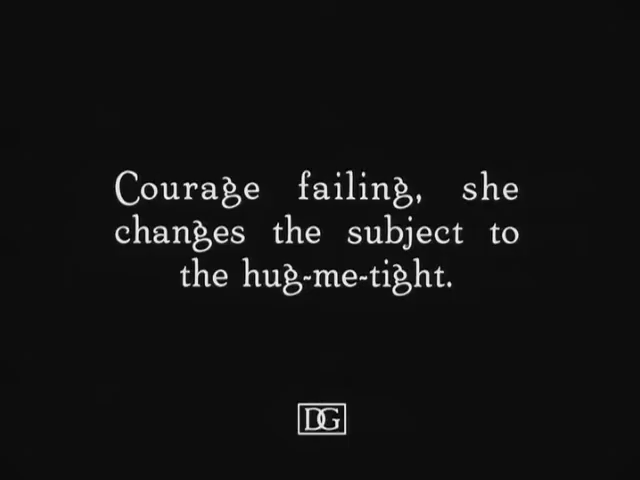 Courage failing, she
changes the subject to
the hug-me-tight.
DG